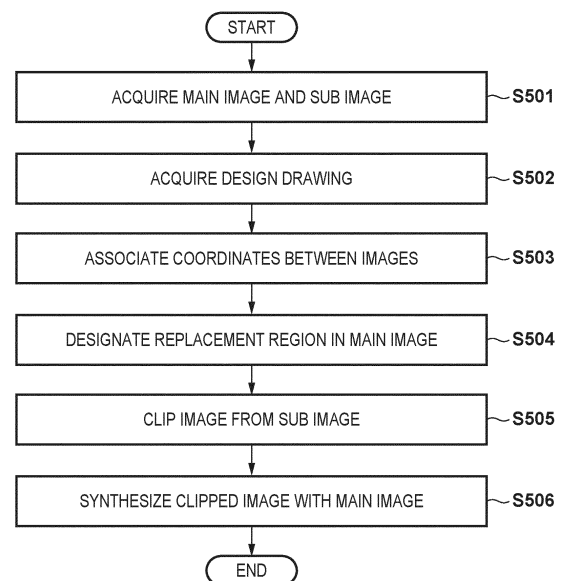 START
ACQUIRE MAIN IMAGE AND SUB IMAGE S501
ACQUIRE DESIGN DRAWING S502
ASSOCIATE COORDINATES BETWEEN IMAGES S503
DESIGNATE REPLACEMENT REGION IN MAIN IMAGE S504
CLIP IMAGE FROM SUB IMAGE S505
SYNTHESIZE CLIPPED IMAGE WITH MAIN IMAGE S506
END